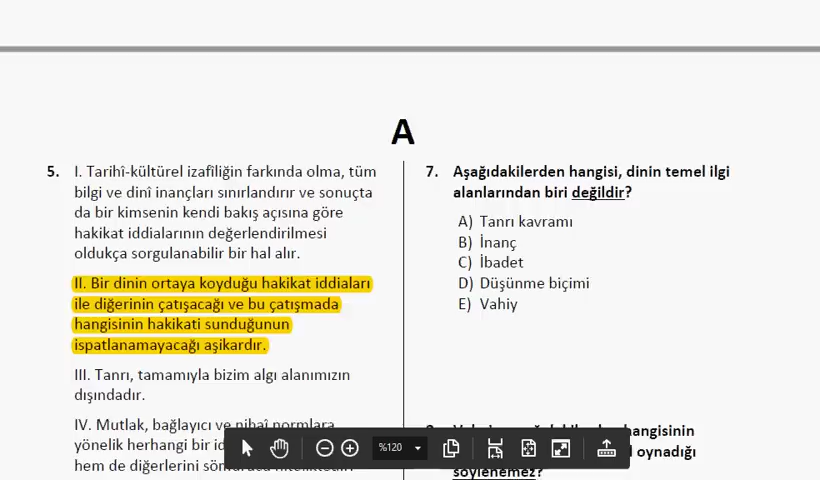 A
5. I. Tarihî-kültürel izafîliğin farkında olma, tüm
bilgi ve dinî inançları sınırlandırır ve sonuçta
da bir kimsenin kendi bakış açısına göre
hakikat iddialarının değerlendirilmesi
oldukça sorgulanabilir bir hal alır.
II. Bir dinin ortaya koyduğu hakikat iddiaları
ile diğerinin çatışacağı ve bu çatışmada
hangisinin hakikati sunduğunun
ispatlanamayacağı aşikardır.
III. Tanrı, tamamıyla bizim algı alanımızın
dışındadır.
IV. Mutlak, bağlayıcı ve nihaî normlara
yönelik herhangi bir
hem de diğerlerini
7. Aşağıdakilerden hangisi, dinin temel ilgi
alanlarından biri değildir?
A) Tanrı kavramı
B) İnanç
C) İbadet
D) Düşünme biçimi
E) Vahiy
hangisinin
oynadığı
söylenemez?
%120